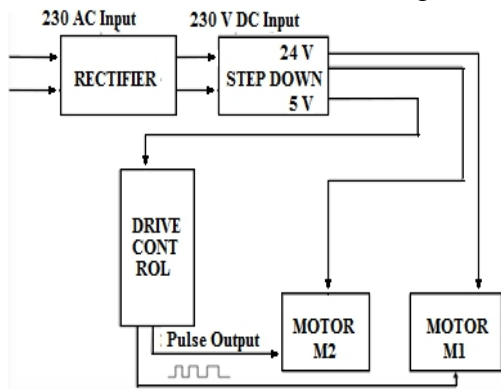 230 AC Input
230 V DC Input
RECTIFIER
24 V
STEP DOWN
5 V
DRIVE
CONT
ROL
Pulse Output
MOTOR
M2
MOTOR
M1